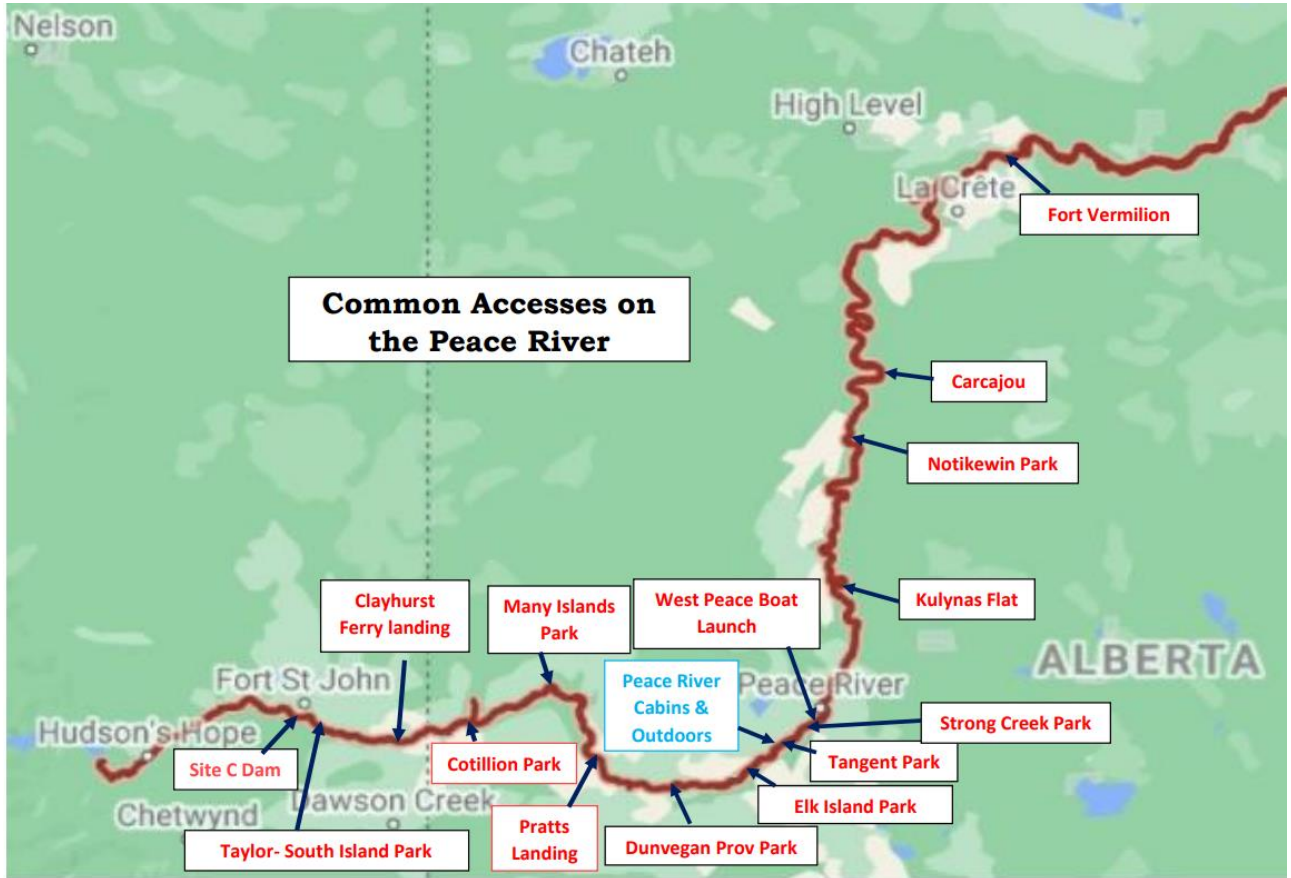 Nelson
Chateh
High Level
La Crête
Fort Vermilion
Common Accesses on
the Peace River
Carcajou
Notikewin Park
Kulynas Flat
Clayhurst
Ferry landing
Many Islands
Park
West Peace Boat
Launch
ALBERTA
Fort St John
Peace River
Cabins &
Outdoors
Peace River
Strong Creek Park
Hudson's Hope
Site C Dam
Cotillion Park
Tangent Park
Elk Island Park
Chetwynd
Dawson Creek
Pratts
Landing
Dunvegan Prov Park
Taylor- South Island Park